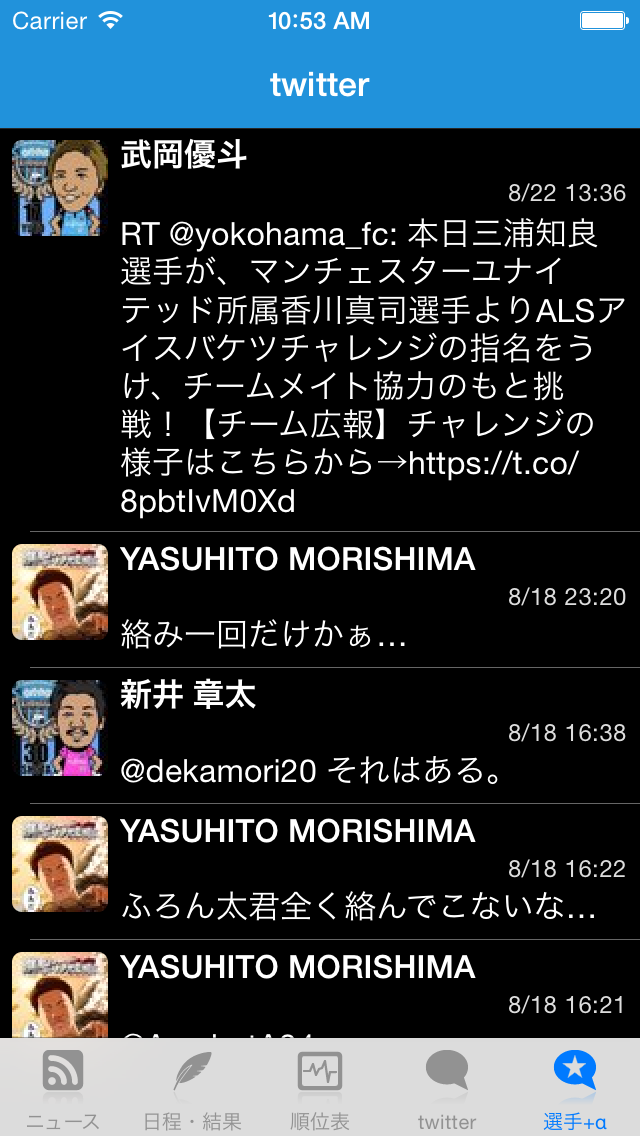 Carrier 10:53 AM
twitter
武岡優斗
8/22 13:36
RT @yokohama_fc: 本日三浦知良
選手が、マンチェスターユナイ
テッド所属香川真司選手よりALSア
イスバケツチャレンジの指名をう
け、チームメイト協力のもと挑
戦！【チーム広報】チャレンジの
様子はこちらから→https://t.co/
8pbtIvM0Xd
YASUHITO MORISHIMA
8/18 23:20
絡み一回だけかぁ…
新井 章太
8/18 16:38
@dekamori20 それはある。
YASUHITO MORISHIMA
8/18 16:22
ふろん太君全く絡んでこないな…
YASUHITO MORISHIMA
8/18 16:21
ニュース
日程・結果
順位表
twitter
選手+α